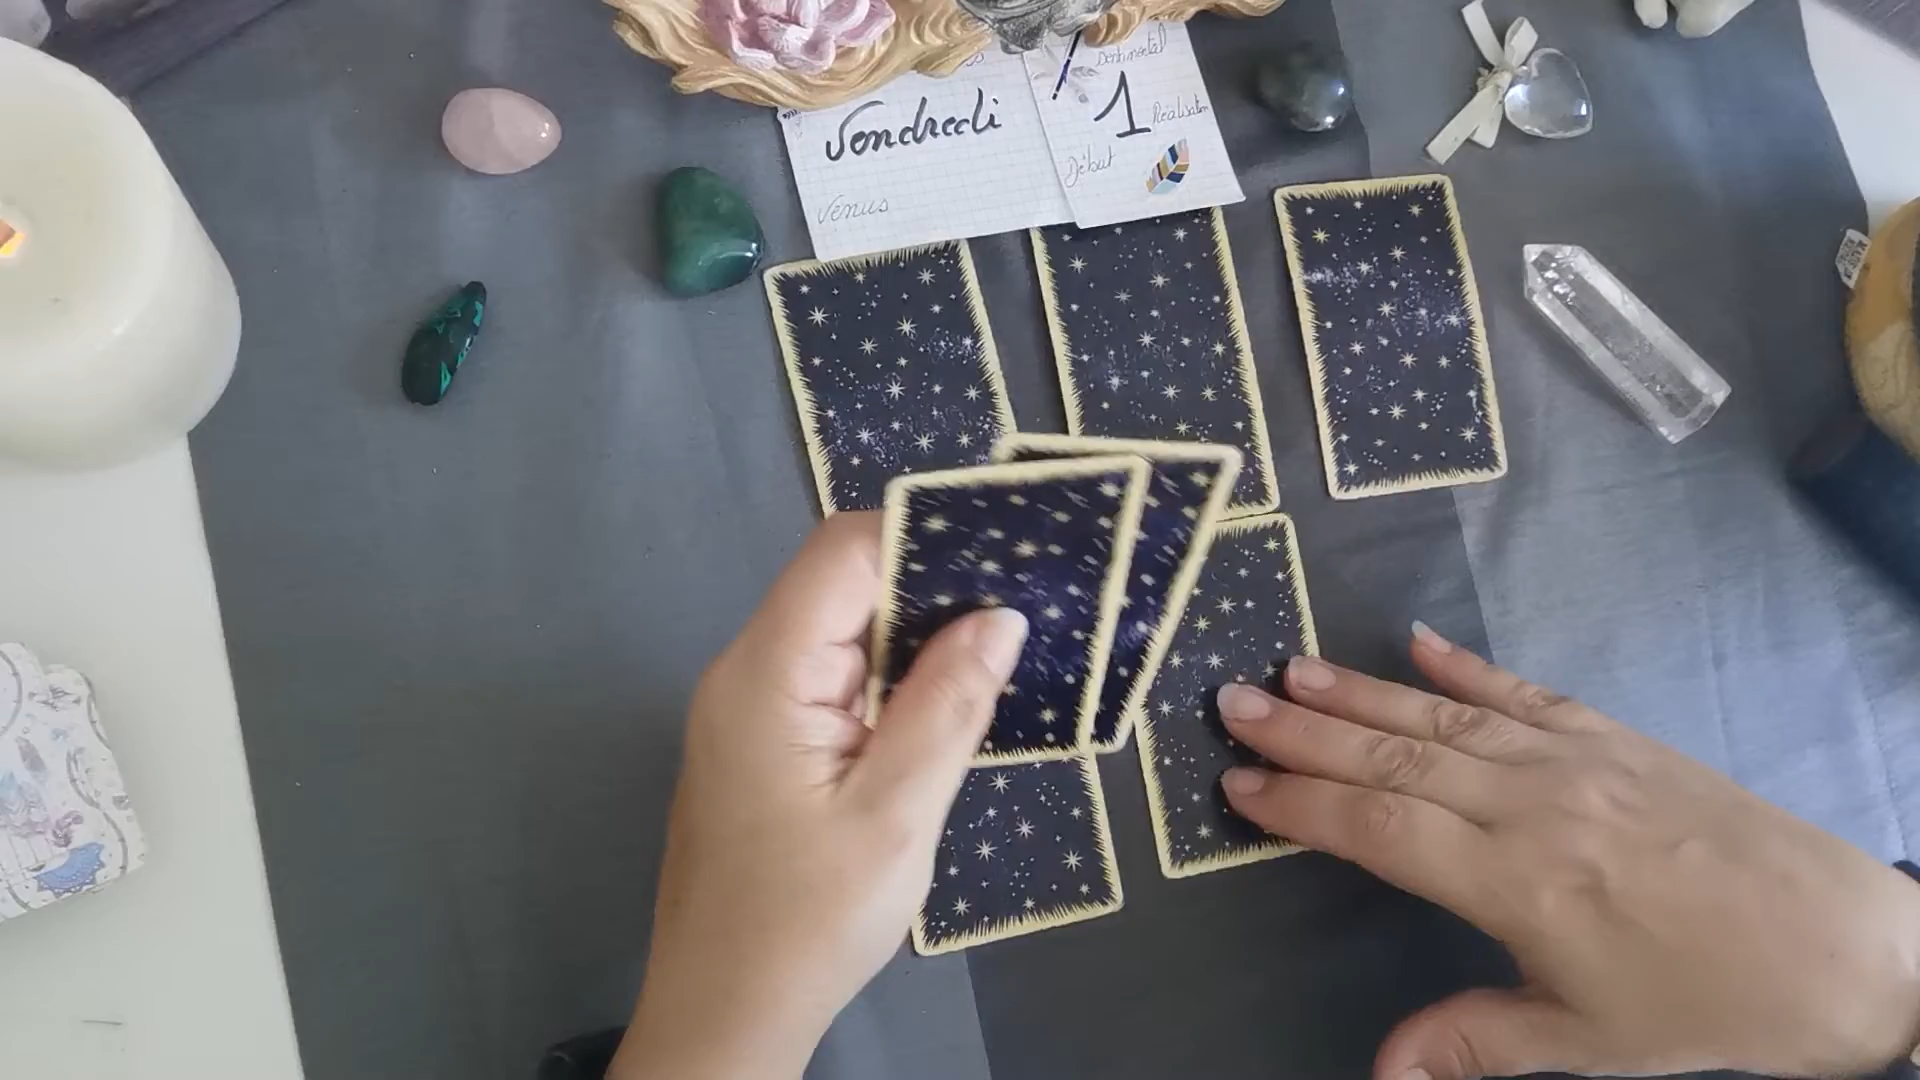 Vendredi
Vénus
Sentimental
1
Réalisation
Début